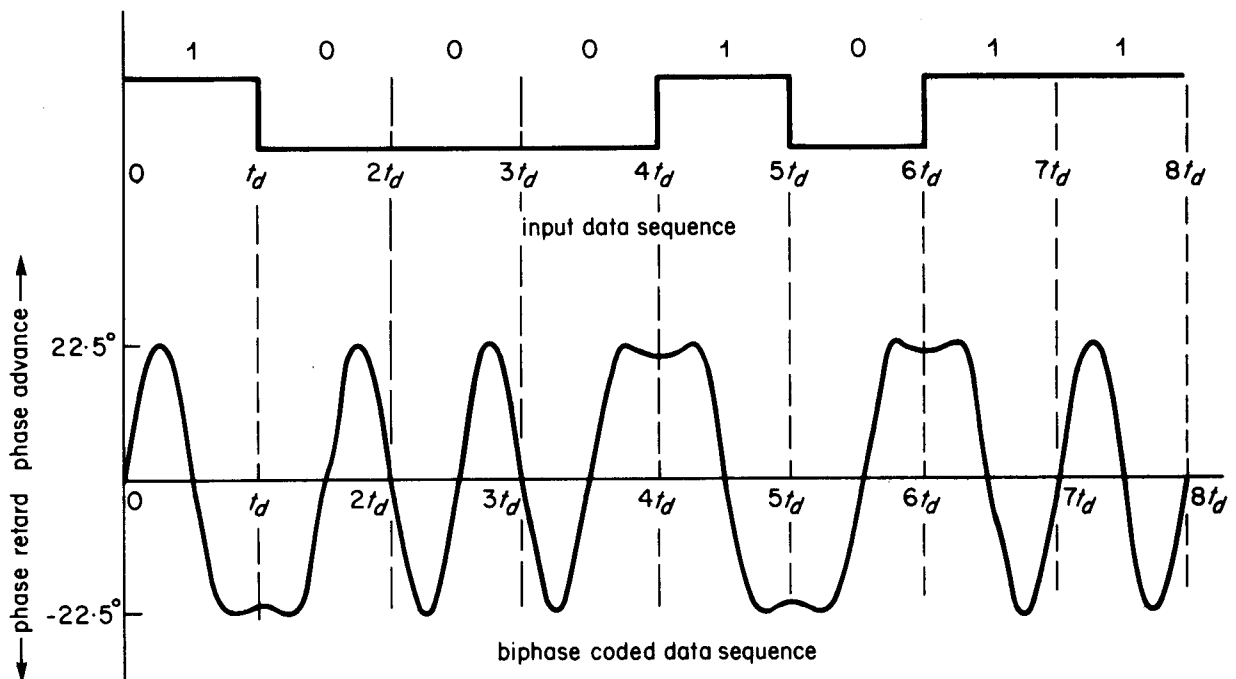 1 0 0 0 1 0 1 1
0 t_d 2t_d 3t_d 4t_d 5t_d 6t_d 7t_d 8t_d
input data sequence
← phase retard phase advance →
22·5°
0 t_d 2t_d 3t_d 4t_d 5t_d 6t_d 7t_d 8t_d
-22·5°
biphase coded data sequence